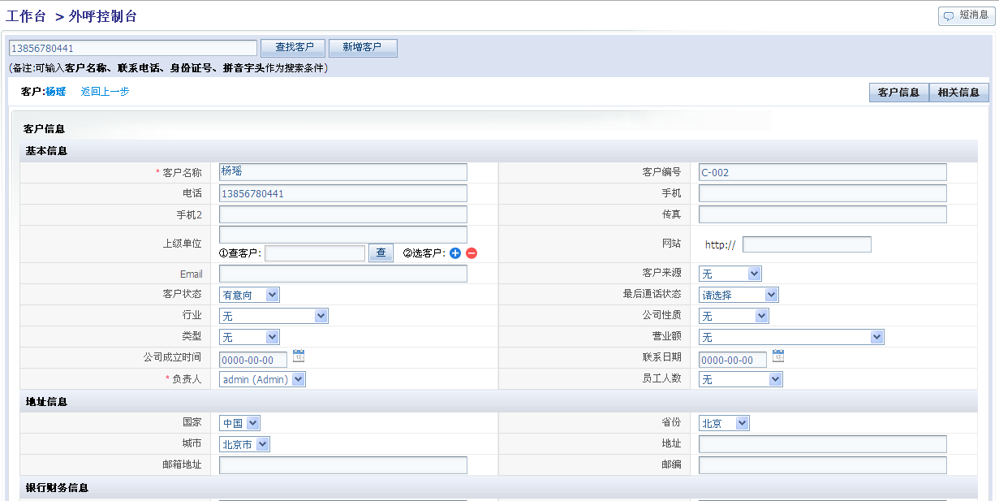 工作台 > 外呼控制台
短消息
13856780441 查找客户 新增客户
(备注:可输入客户名称、联系电话、身份证号、拼音字头作为搜索条件)
客户:杨瑶 返回上一步 客户信息 相关信息
客户信息
基本信息
* 客户名称 杨瑶 客户编号 C-002
电话 13856780441 手机
手机2 传真
上级单位 ①查客户: 查 ②选客户: 网站 http://
Email 客户来源 无
客户状态 有意向 最后通话状态 请选择
行业 无 公司性质 无
类型 无 营业额 无
公司成立时间 0000-00-00 联系日期 0000-00-00
* 负责人 admin (Admin) 员工人数 无
地址信息
国家 中国 省份 北京
城市 北京市 地址
邮箱地址 邮编
银行财务信息